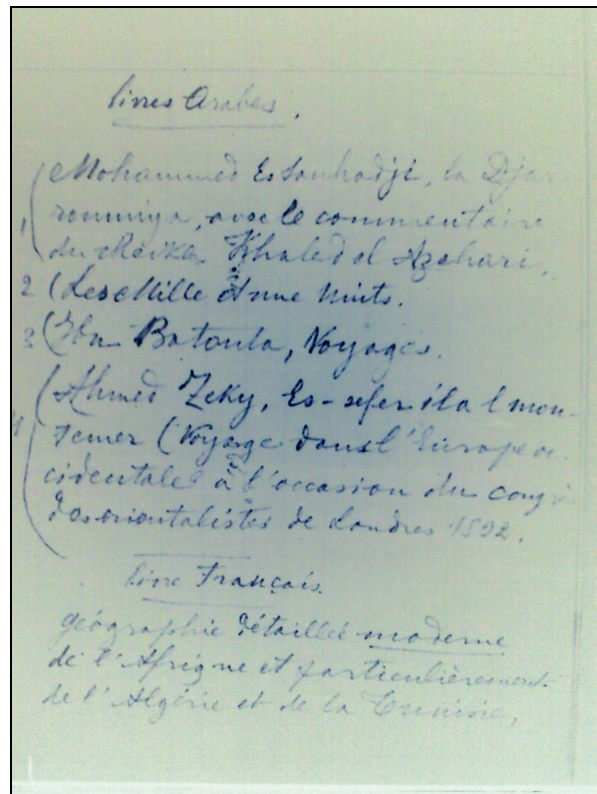 livres Arabes.
1 (Mohammed Es Sanhadji, la Djar
roumiya, avec le commentaire
du cheikh Khaled el Azehari.
2 (Les Mille et une Nuits.
3 (Ibn Batouta, Voyages.
4 (Ahmed Zeky, Es-sefer ila l mou-
temer (Voyage dans l'Europe oc
cidentale à l'occasion du congrès
des orientalistes de Londres 1892.
livre Français.
géographie détaillée moderne
de l'Afrique et particulièrement
de l'Algérie et de la Tunisie,